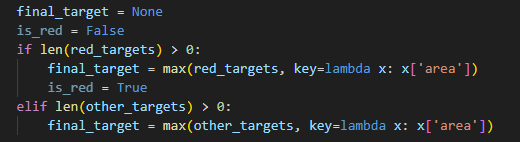 final_target = None
is_red = False
if len(red_targets) > 0:
    final_target = max(red_targets, key=lambda x: x['area'])
    is_red = True
elif len(other_targets) > 0:
    final_target = max(other_targets, key=lambda x: x['area'])